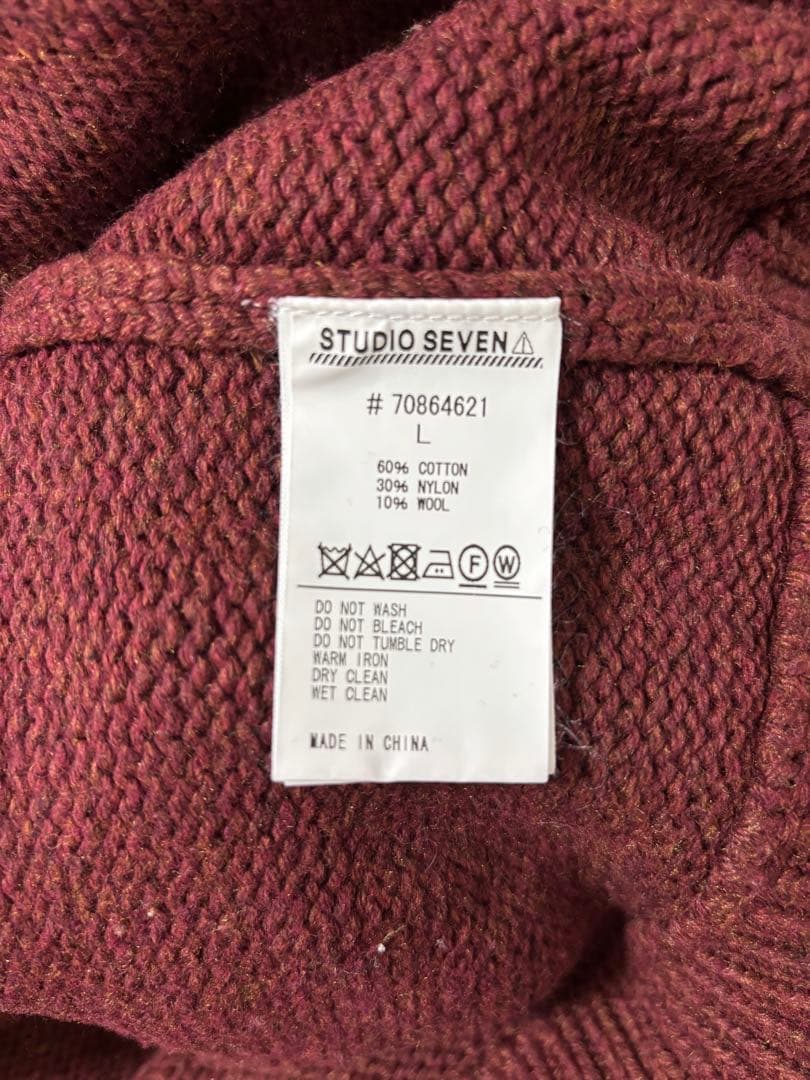 STUDIO SEVEN
# 70864621
L
60% COTTON
30% NYLON
10% WOOL
F W
DO NOT WASH
DO NOT BLEACH
DO NOT TUMBLE DRY
WARM IRON
DRY CLEAN
WET CLEAN
MADE IN CHINA